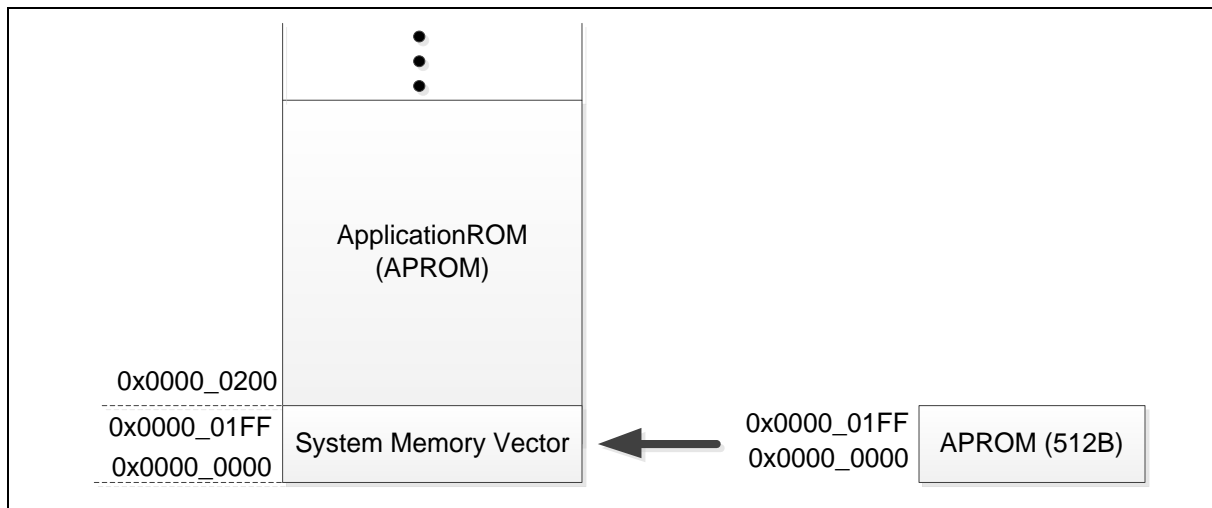 ApplicationROM
(APROM)
0x0000_0200
0x0000_01FF
0x0000_0000
System Memory Vector
0x0000_01FF
0x0000_0000
APROM (512B)